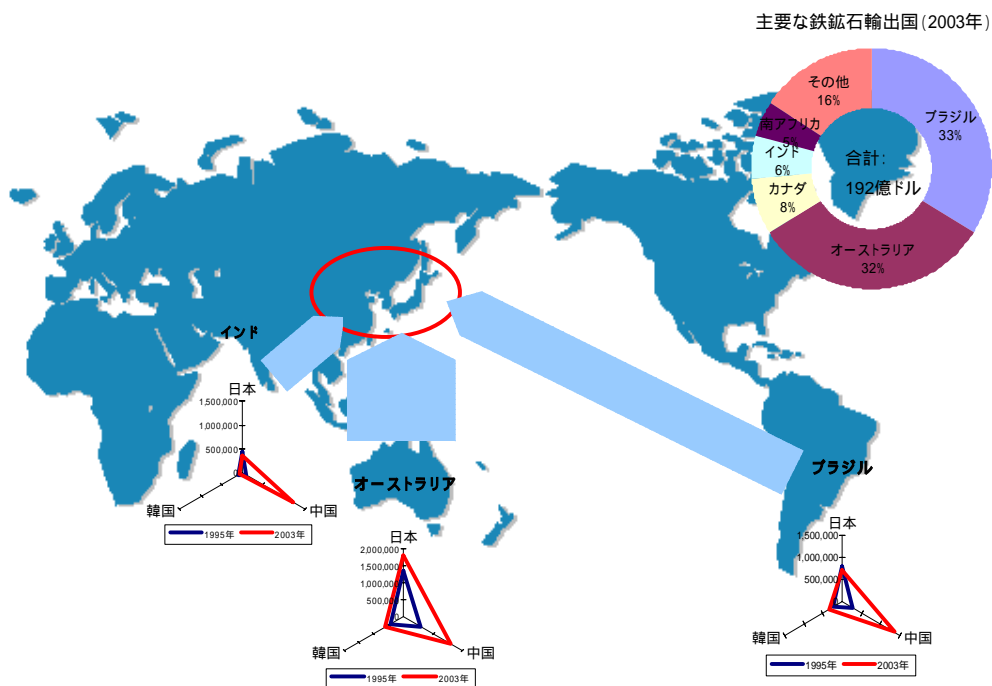 主要な鉄鉱石輸出国(2003年)
その他
16%
ブラジル
33%
南アフリカ
5%
インド
6%
合計:
192億ドル
カナダ
8%
オーストラリア
32%
インド
日本
1,500,000
1,000,000
500,000
0
韓国
中国
1995年 2003年
オーストラリア
日本
2,000,000
1,500,000
1,000,000
500,000
0
韓国
中国
1995年 2003年
ブラジル
日本
1,500,000
1,000,000
500,000
0
韓国
中国
1995年 2003年